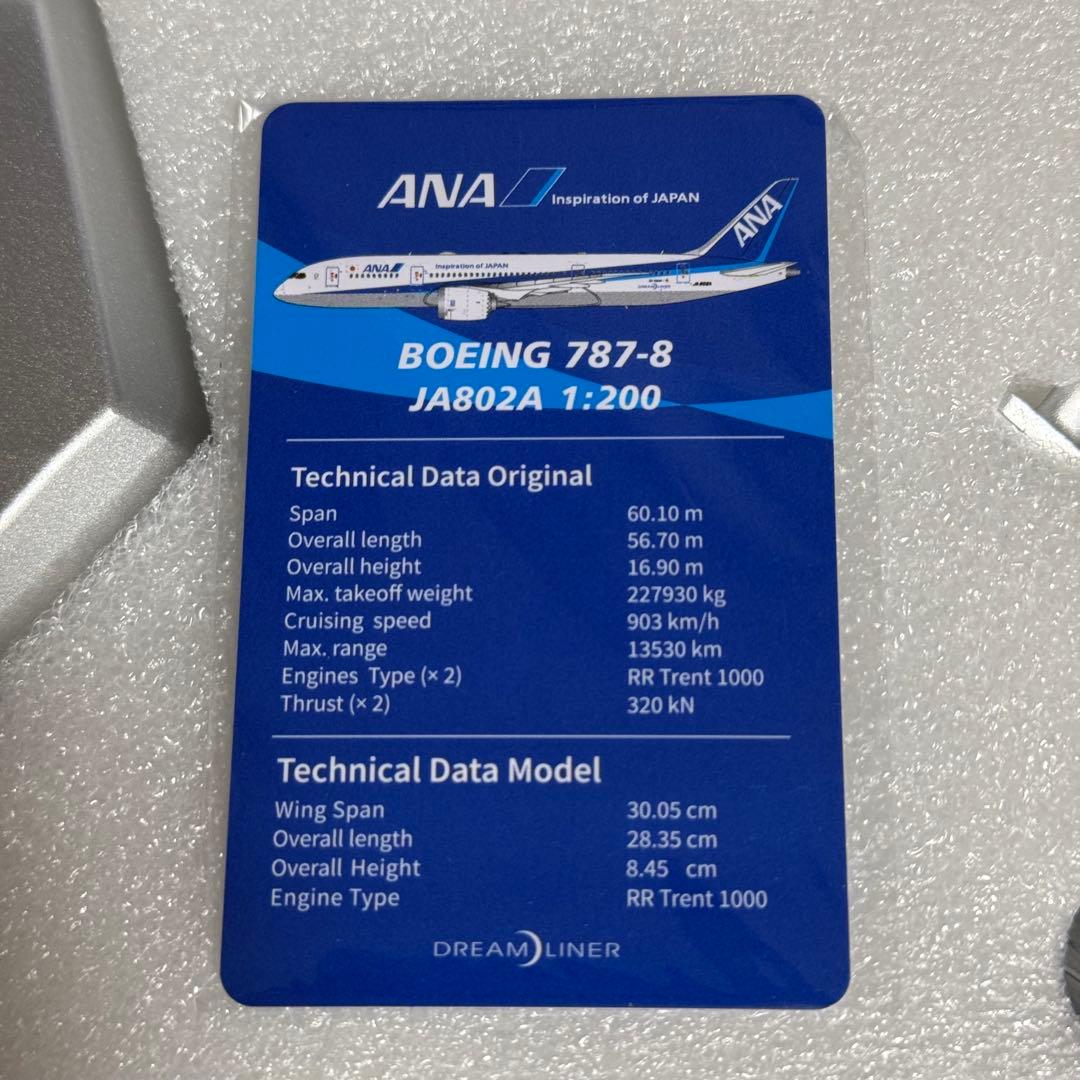 ANA Inspiration of JAPAN
ANA
ANA Inspiration of JAPAN
DREAMLINER JA802A
BOEING 787-8
JA802A 1:200
Technical Data Original
Span 60.10 m
Overall length 56.70 m
Overall height 16.90 m
Max. takeoff weight 227930 kg
Cruising speed 903 km/h
Max. range 13530 km
Engines Type (× 2) RR Trent 1000
Thrust (× 2) 320 kN
Technical Data Model
Wing Span 30.05 cm
Overall length 28.35 cm
Overall Height 8.45 cm
Engine Type RR Trent 1000
DREAMLINER